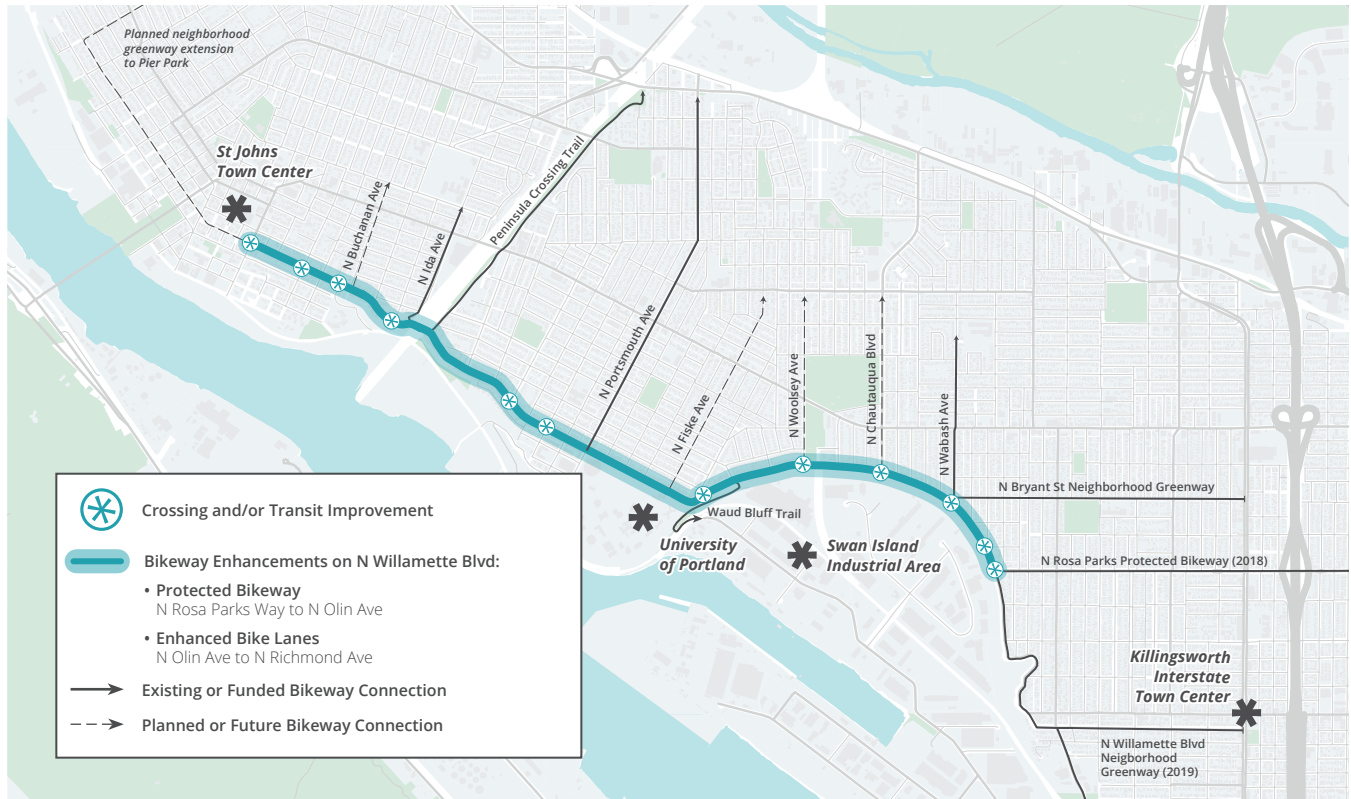 Planned neighborhood
greenway extension
to Pier Park
St Johns
Town Center
N Buchanan Ave
N Ida Ave
Peninsula Crossing Trail
N Portsmouth Ave
N Fiske Ave
N Woolsey Ave
N Chautauqua Blvd
N Wabash Ave
N Bryant St Neighborhood Greenway
Waud Bluff Trail
University
of Portland
Swan Island
Industrial Area
N Rosa Parks Protected Bikeway (2018)
Killingsworth
Interstate
Town Center
N Willamette Blvd
Neigborhood
Greenway (2019)
Crossing and/or Transit Improvement
Bikeway Enhancements on N Willamette Blvd:
• Protected Bikeway
N Rosa Parks Way to N Olin Ave
• Enhanced Bike Lanes
N Olin Ave to N Richmond Ave
Existing or Funded Bikeway Connection
Planned or Future Bikeway Connection